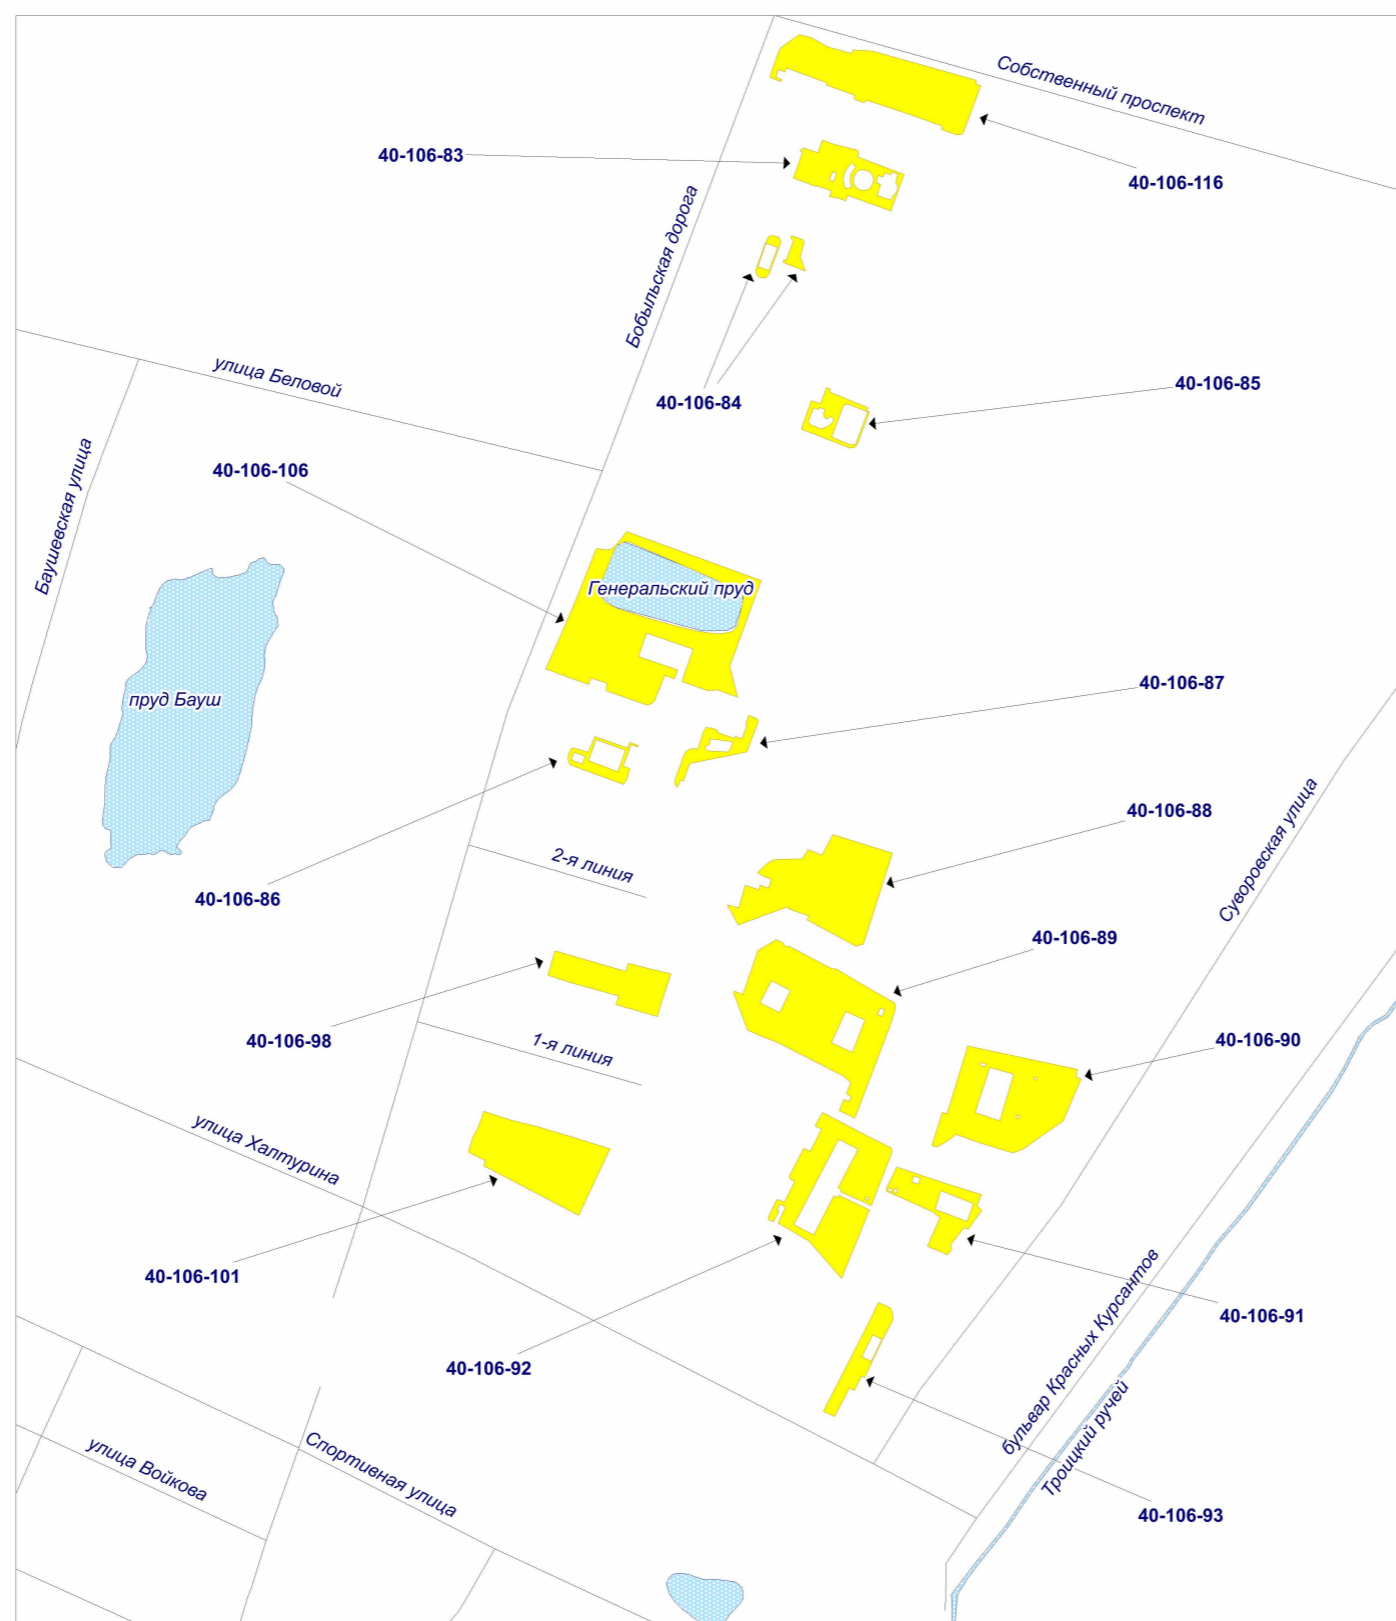 Собственный проспект
40-106-83
40-106-116
Бобыльская дорога
улица Беловой
40-106-84
40-106-85
Баушевская улица
40-106-106
Генеральский пруд
пруд Бауш
40-106-87
40-106-88
Суворовская улица
2-я линия
40-106-86
40-106-89
40-106-98
1-я линия
40-106-90
улица Халтурина
40-106-101
40-106-91
бульвар Красных Курсантов
40-106-92
Троицкий ручей
Спортивная улица
улица Войкова
40-106-93